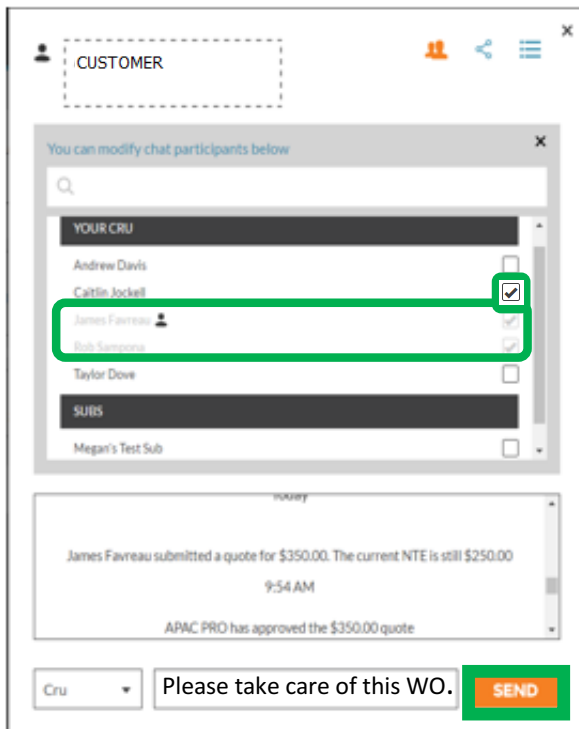 CUSTOMER
You can modify chat participants below
YOUR CRU
Andrew Davis
Caitlin Jockell
James Favreau
Rob Sampona
Taylor Dove
SUBS
Megan's Test Sub
Today
James Favreau submitted a quote for $350.00. The current NTE is still $250.00
9:54 AM
APAC PRO has approved the $350.00 quote
Cru
Please take care of this WO.
SEND